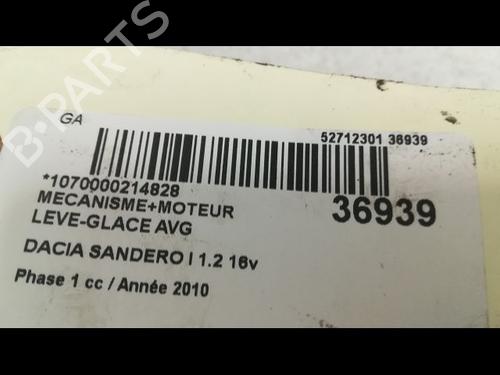 B-PARTS
GA
52712301 36939
*1070000214828
MECANISME+MOTEUR
36939
LEVE-GLACE AVG
DACIA SANDERO I 1.2 16v
Phase 1 cc / Année 2010